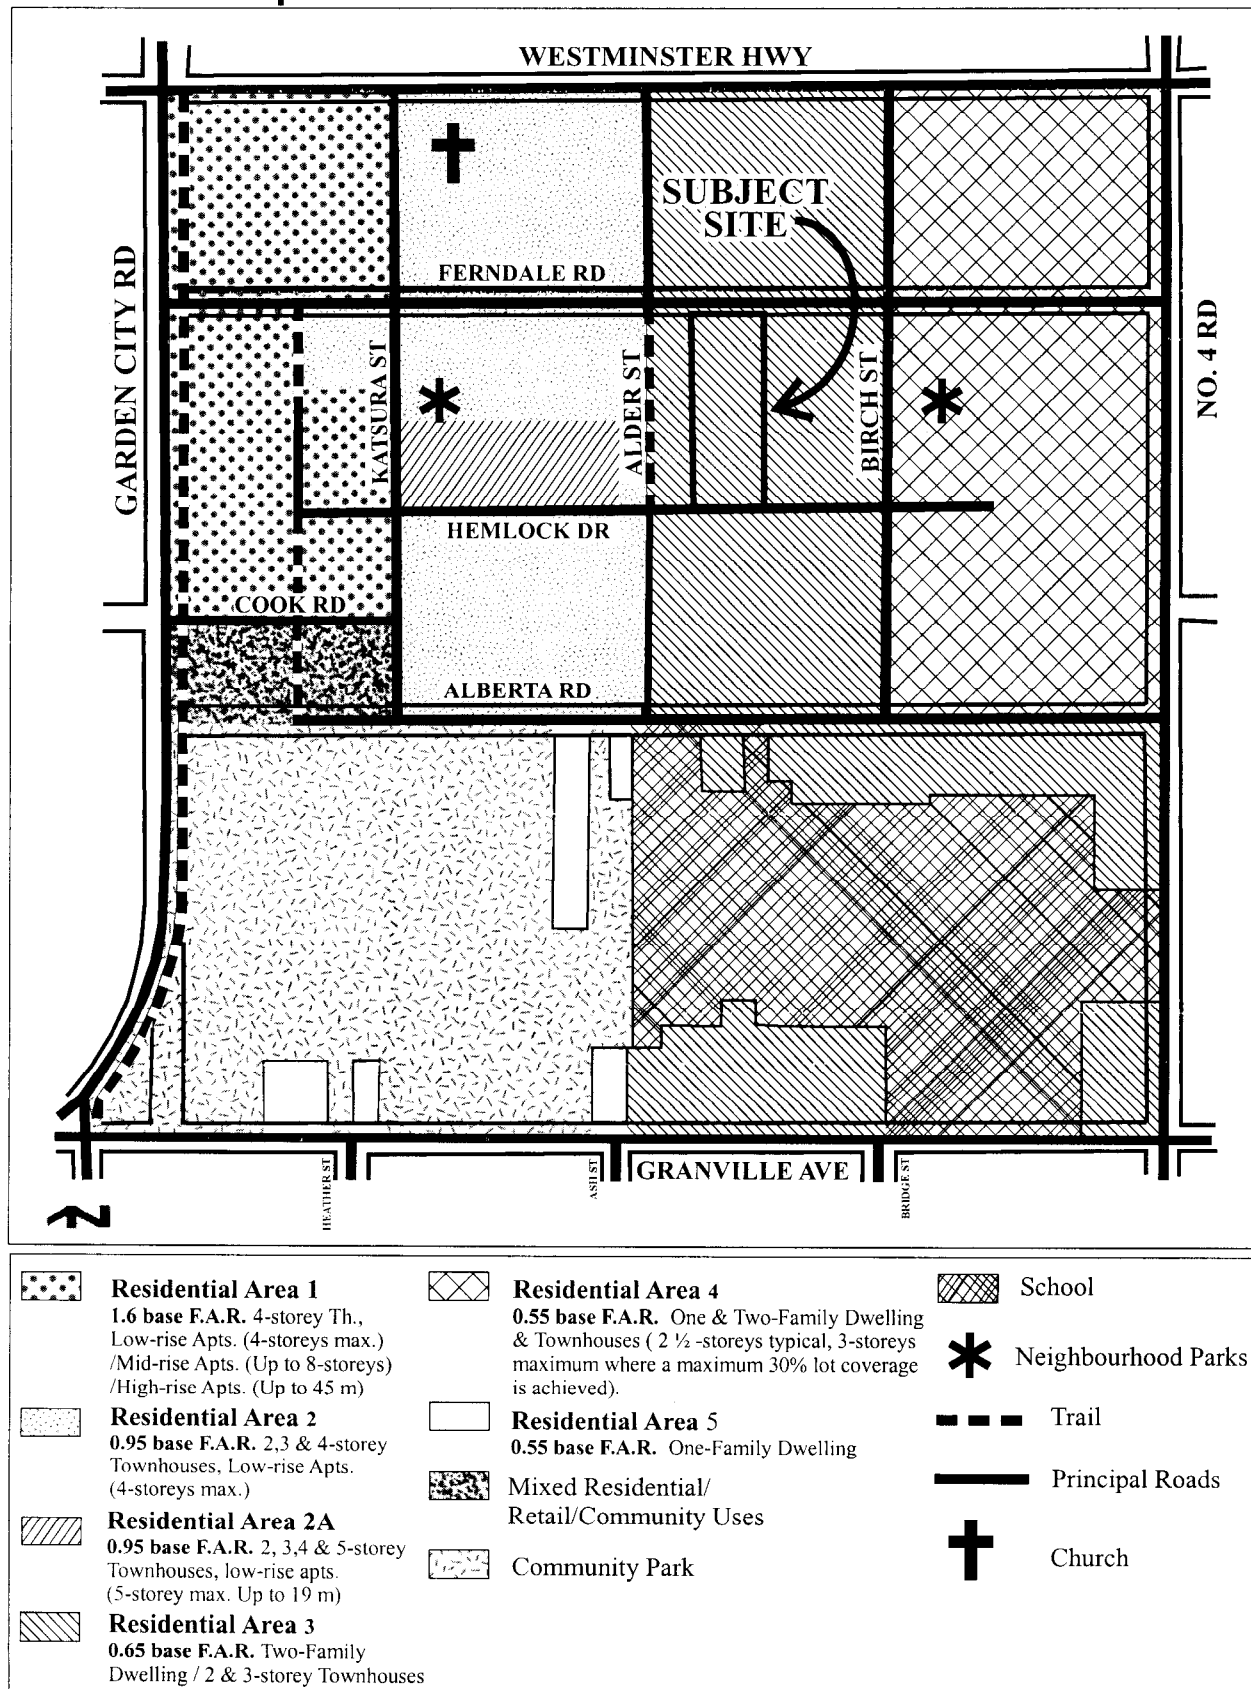 WESTMINSTER HWY
SUBJECT
SITE
FERNDALE RD
GARDEN CITY RD
KATSURA ST
ALDER ST
BIRCH ST
NO. 4 RD
HEMLOCK DR
COOK RD
ALBERTA RD
GRANVILLE AVE
HEATHER ST
ASH ST
BRIDGE ST
Residential Area 1
1.6 base F.A.R. 4-storey Th.,
Low-rise Apts. (4-storeys max.)
/Mid-rise Apts. (Up to 8-storeys)
/High-rise Apts. (Up to 45 m)
Residential Area 2
0.95 base F.A.R. 2,3 & 4-storey
Townhouses, Low-rise Apts.
(4-storeys max.)
Residential Area 2A
0.95 base F.A.R. 2, 3,4 & 5-storey
Townhouses, low-rise apts.
(5-storey max. Up to 19 m)
Residential Area 3
0.65 base F.A.R. Two-Family
Dwelling / 2 & 3-storey Townhouses
Residential Area 4
0.55 base F.A.R. One & Two-Family Dwelling
& Townhouses ( 2 ½ -storeys typical, 3-storeys
maximum where a maximum 30% lot coverage
is achieved).
Residential Area 5
0.55 base F.A.R. One-Family Dwelling
Mixed Residential/
Retail/Community Uses
Community Park
School
Neighbourhood Parks
Trail
Principal Roads
Church